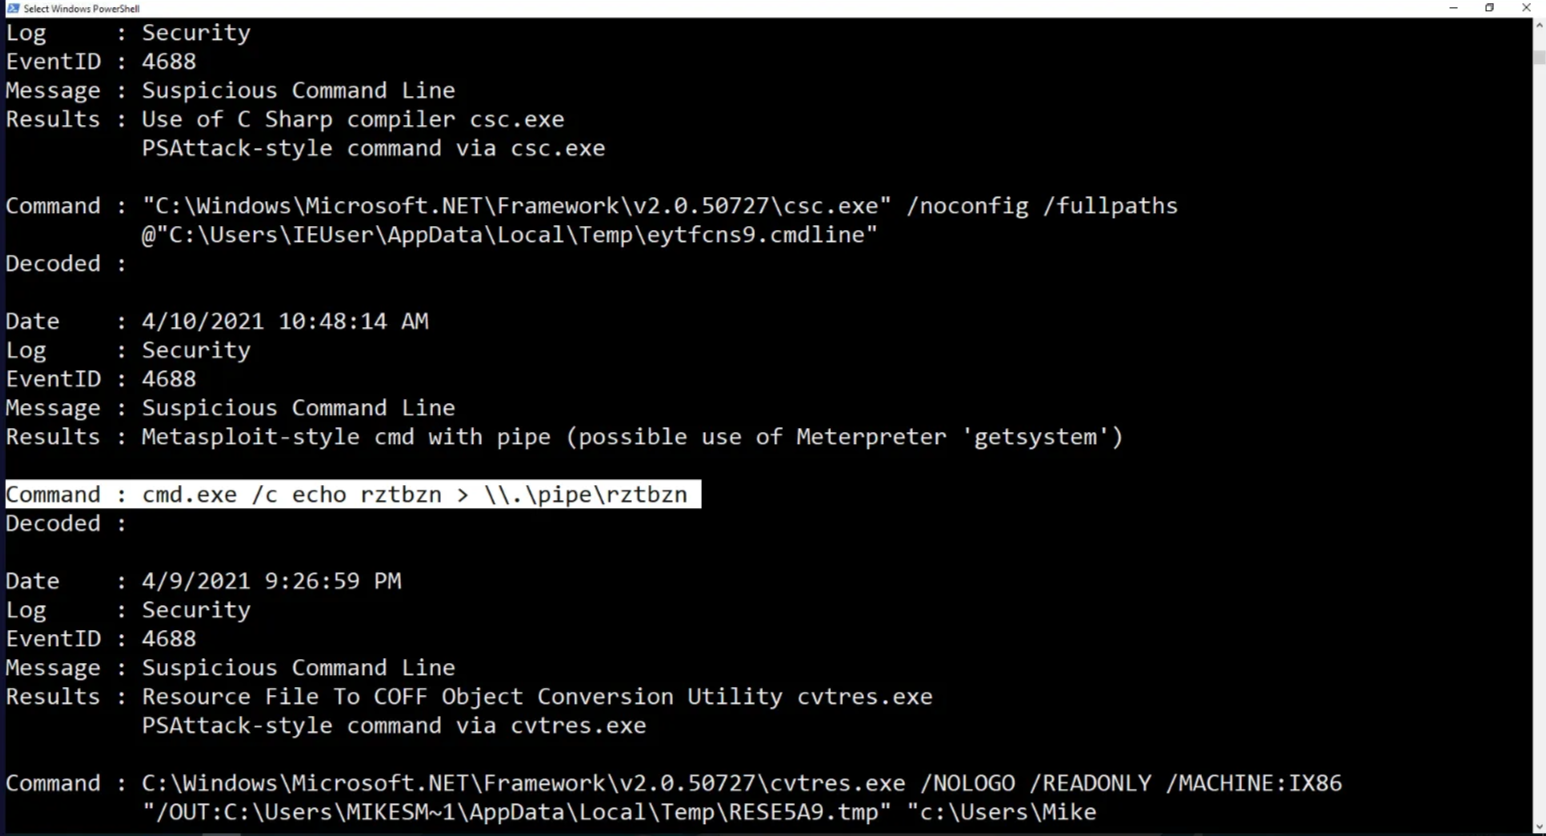 Select Windows PowerShell
Log      : Security
EventID : 4688
Message : Suspicious Command Line
Results : Use of C Sharp compiler csc.exe
PSAttack-style command via csc.exe
Command : "C:\Windows\Microsoft.NET\Framework\v2.0.50727\csc.exe" /noconfig /fullpaths
@"C:\Users\IEUser\AppData\Local\Temp\eytfcns9.cmdline"
Decoded :
Date     : 4/10/2021 10:48:14 AM
Log      : Security
EventID : 4688
Message : Suspicious Command Line
Results : Metasploit-style cmd with pipe (possible use of Meterpreter 'getsystem')
Command : cmd.exe /c echo rztbzn > \\.\pipe\rztbzn
Decoded :
Date     : 4/9/2021 9:26:59 PM
Log      : Security
EventID : 4688
Message : Suspicious Command Line
Results : Resource File To COFF Object Conversion Utility cvtres.exe
PSAttack-style command via cvtres.exe
Command : C:\Windows\Microsoft.NET\Framework\v2.0.50727\cvtres.exe /NOLOGO /READONLY /MACHINE:IX86
"/OUT:C:\Users\MIKESM~1\AppData\Local\Temp\RESE5A9.tmp" "c:\Users\Mike